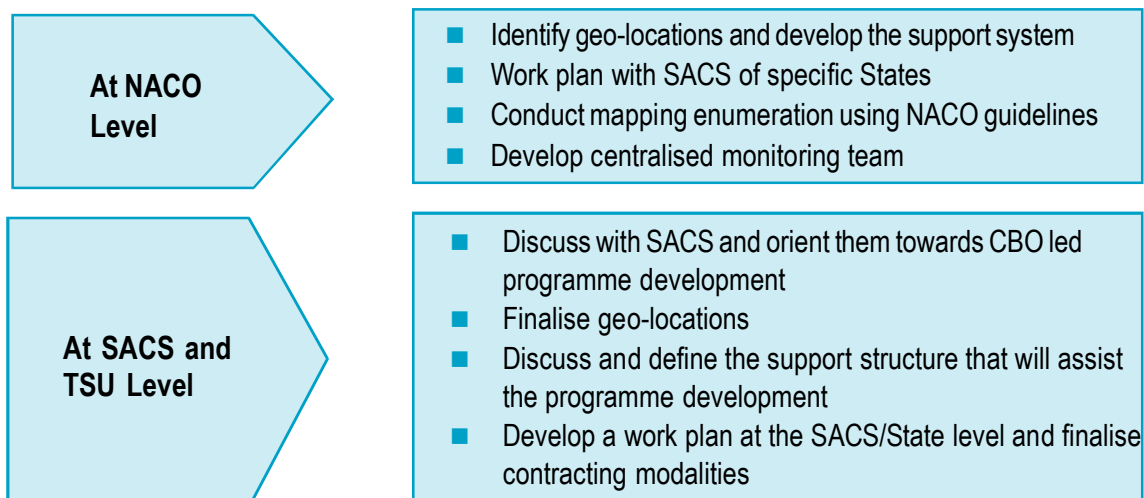 At NACO
Level
■ Identify geo-locations and develop the support system
■ Work plan with SACS of specific States
■ Conduct mapping enumeration using NACO guidelines
■ Develop centralised monitoring team
At SACS and
TSU Level
■ Discuss with SACS and orient them towards CBO led
programme development
■ Finalise geo-locations
■ Discuss and define the support structure that will assist
the programme development
■ Develop a work plan at the SACS/State level and finalise
contracting modalities